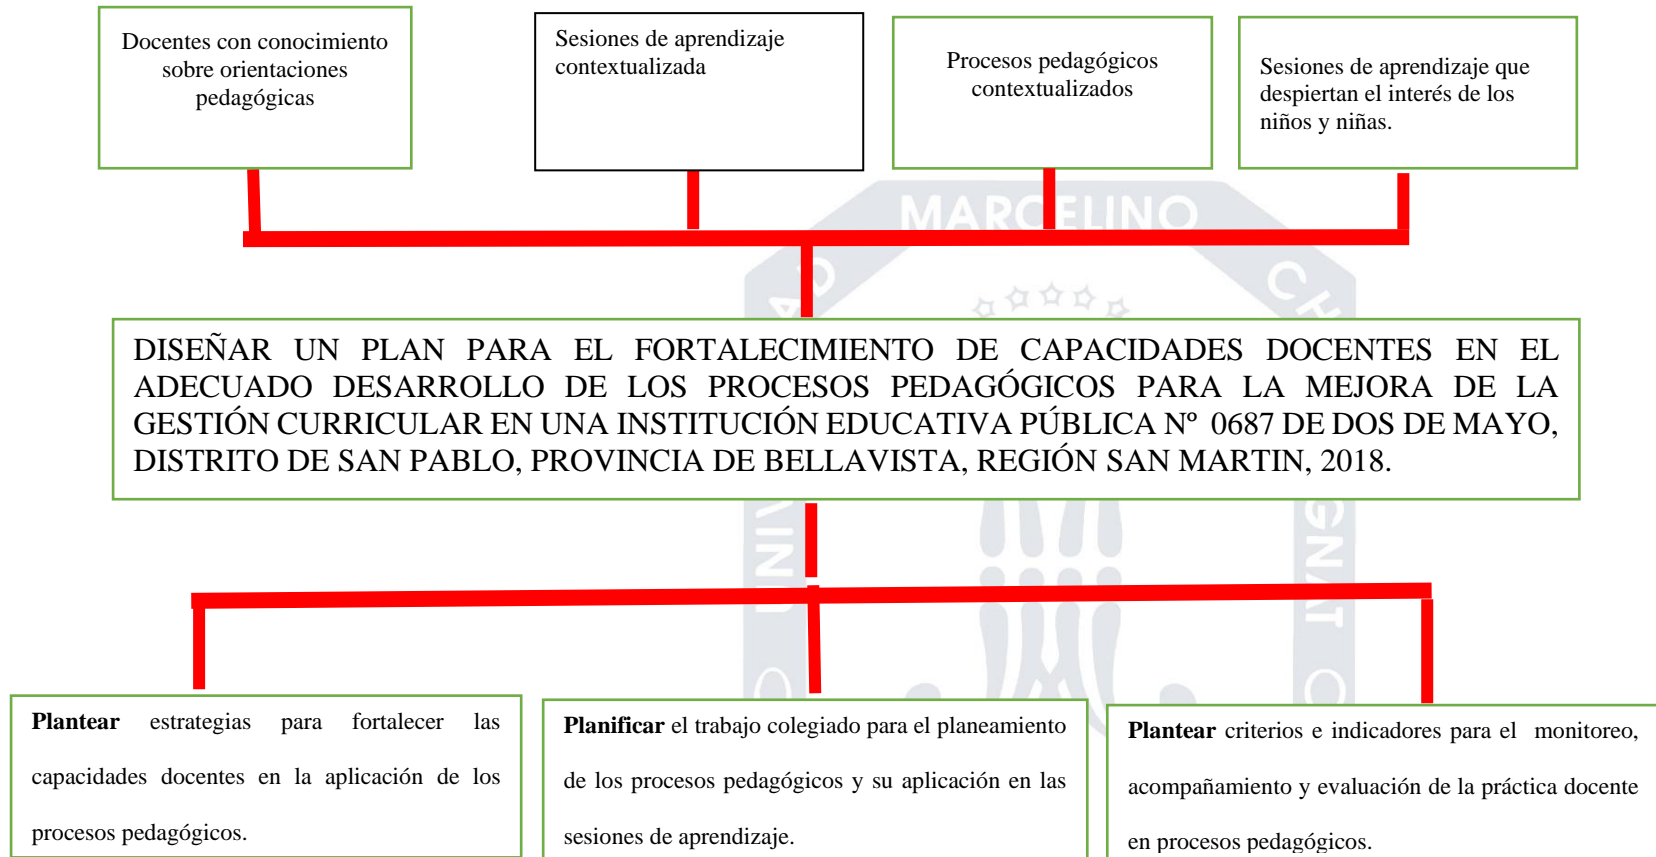 Docentes con conocimiento
sobre orientaciones
pedagógicas
Sesiones de aprendizaje
contextualizada
Procesos pedagógicos
contextualizados
Sesiones de aprendizaje que
despiertan el interés de los
niños y niñas.
MARCELINO
DISEÑAR UN PLAN PARA EL FORTALECIMIENTO DE CAPACIDADES DOCENTES EN EL
ADECUADO DESARROLLO DE LOS PROCESOS PEDAGÓGICOS PARA LA MEJORA DE LA
GESTIÓN CURRICULAR EN UNA INSTITUCIÓN EDUCATIVA PÚBLICA Nº 0687 DE DOS DE MAYO,
DISTRITO DE SAN PABLO, PROVINCIA DE BELLAVISTA, REGIÓN SAN MARTIN, 2018.
Plantear estrategias para fortalecer las
capacidades docentes en la aplicación de los
procesos pedagógicos.
Planificar el trabajo colegiado para el planeamiento
de los procesos pedagógicos y su aplicación en las
sesiones de aprendizaje.
Plantear criterios e indicadores para el monitoreo,
acompañamiento y evaluación de la práctica docente
en procesos pedagógicos.